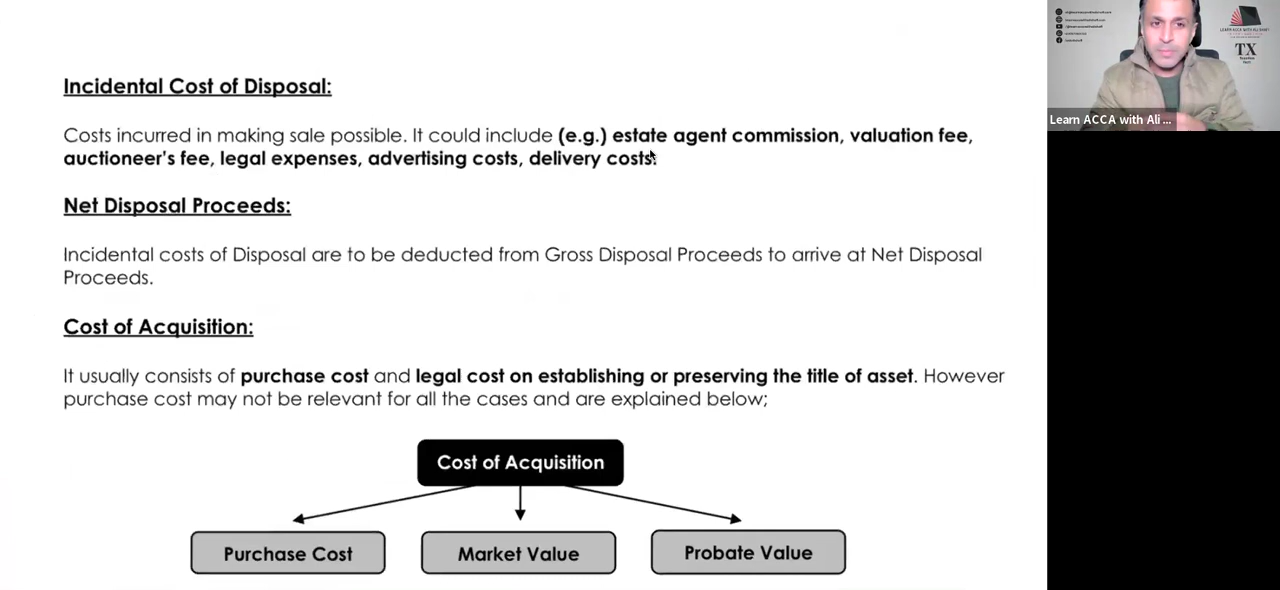 Incidental Cost of Disposal:
Costs incurred in making sale possible. It could include (e.g.) estate agent commission, valuation fee,
auctioneer's fee, legal expenses, advertising costs, delivery costs.
Net Disposal Proceeds:
Incidental costs of Disposal are to be deducted from Gross Disposal Proceeds to arrive at Net Disposal
Proceeds.
Cost of Acquisition:
It usually consists of purchase cost and legal cost on establishing or preserving the title of asset. However
purchase cost may not be relevant for all the cases and are explained below;
Cost of Acquisition
Purchase Cost
Market Value
Probate Value
TX
Learn ACCA with Ali ...